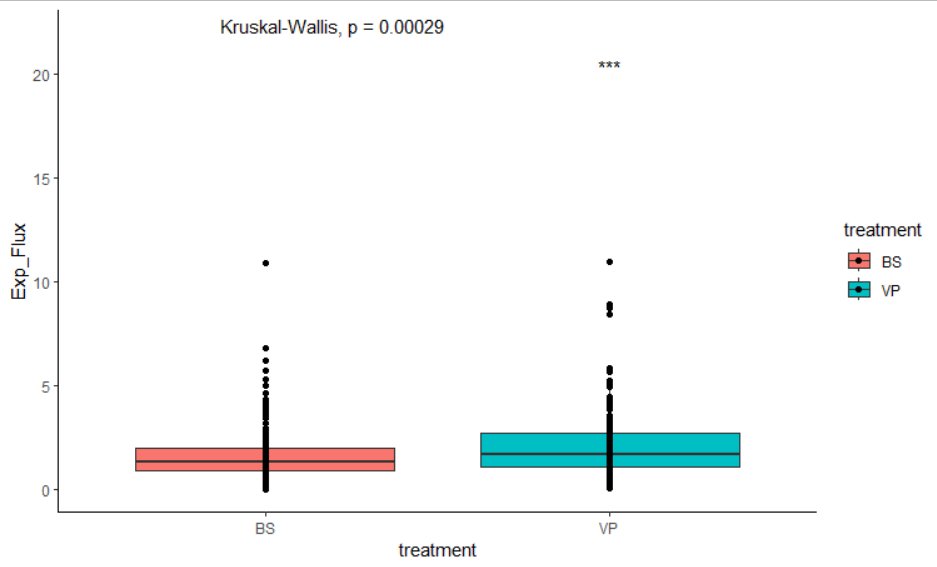 Kruskal-Wallis, p = 0.00029
***
20
15
10
5
0
Exp_Flux
BS
VP
treatment
treatment
BS
VP